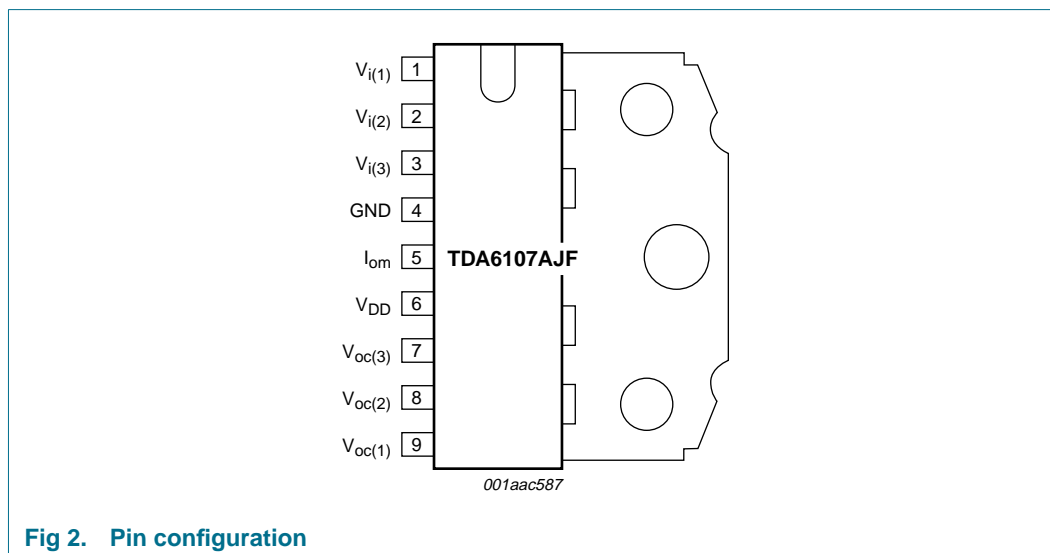 Vi(1) 1
Vi(2) 2
Vi(3) 3
GND 4
Iom 5
TDA6107AJF
VDD 6
Voc(3) 7
Voc(2) 8
Voc(1) 9
001aac587
Fig 2. Pin configuration